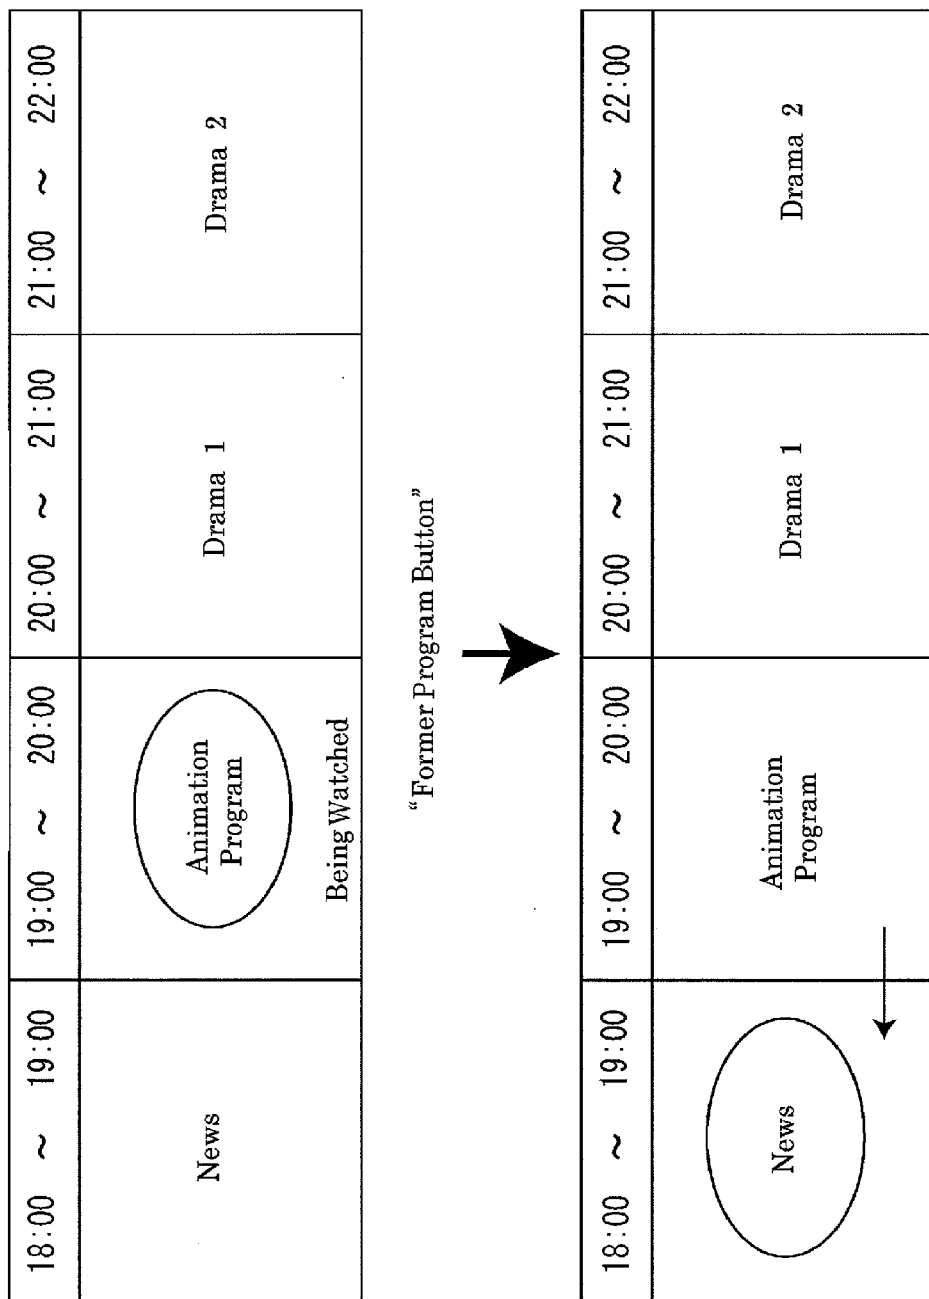 18:00 ~ 19:00
19:00 ~ 20:00
20:00 ~ 21:00
21:00 ~ 22:00
News
Animation
Program
Being Watched
Drama 1
Drama 2
“Former Program Button”
18:00 ~ 19:00
19:00 ~ 20:00
20:00 ~ 21:00
21:00 ~ 22:00
News
Animation
Program
Drama 1
Drama 2